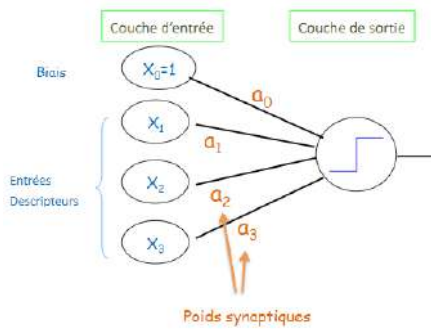 Couche d'entrée
Couche de sortie
Biais
X₀=1
a₀
X₁
a₁
X₂
Entrées
Descripteurs
a₂
X₃
a₃
Poids synaptiques